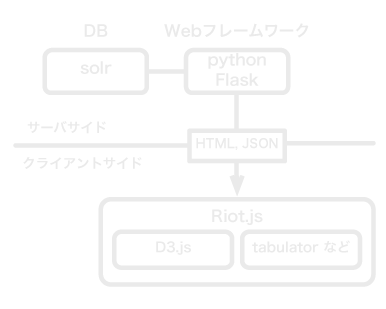 DB
Webフレームワーク
solr
python
Flask
サーバサイド
HTML, JSON
クライアントサイド
Riot.js
D3.js
tabulator など